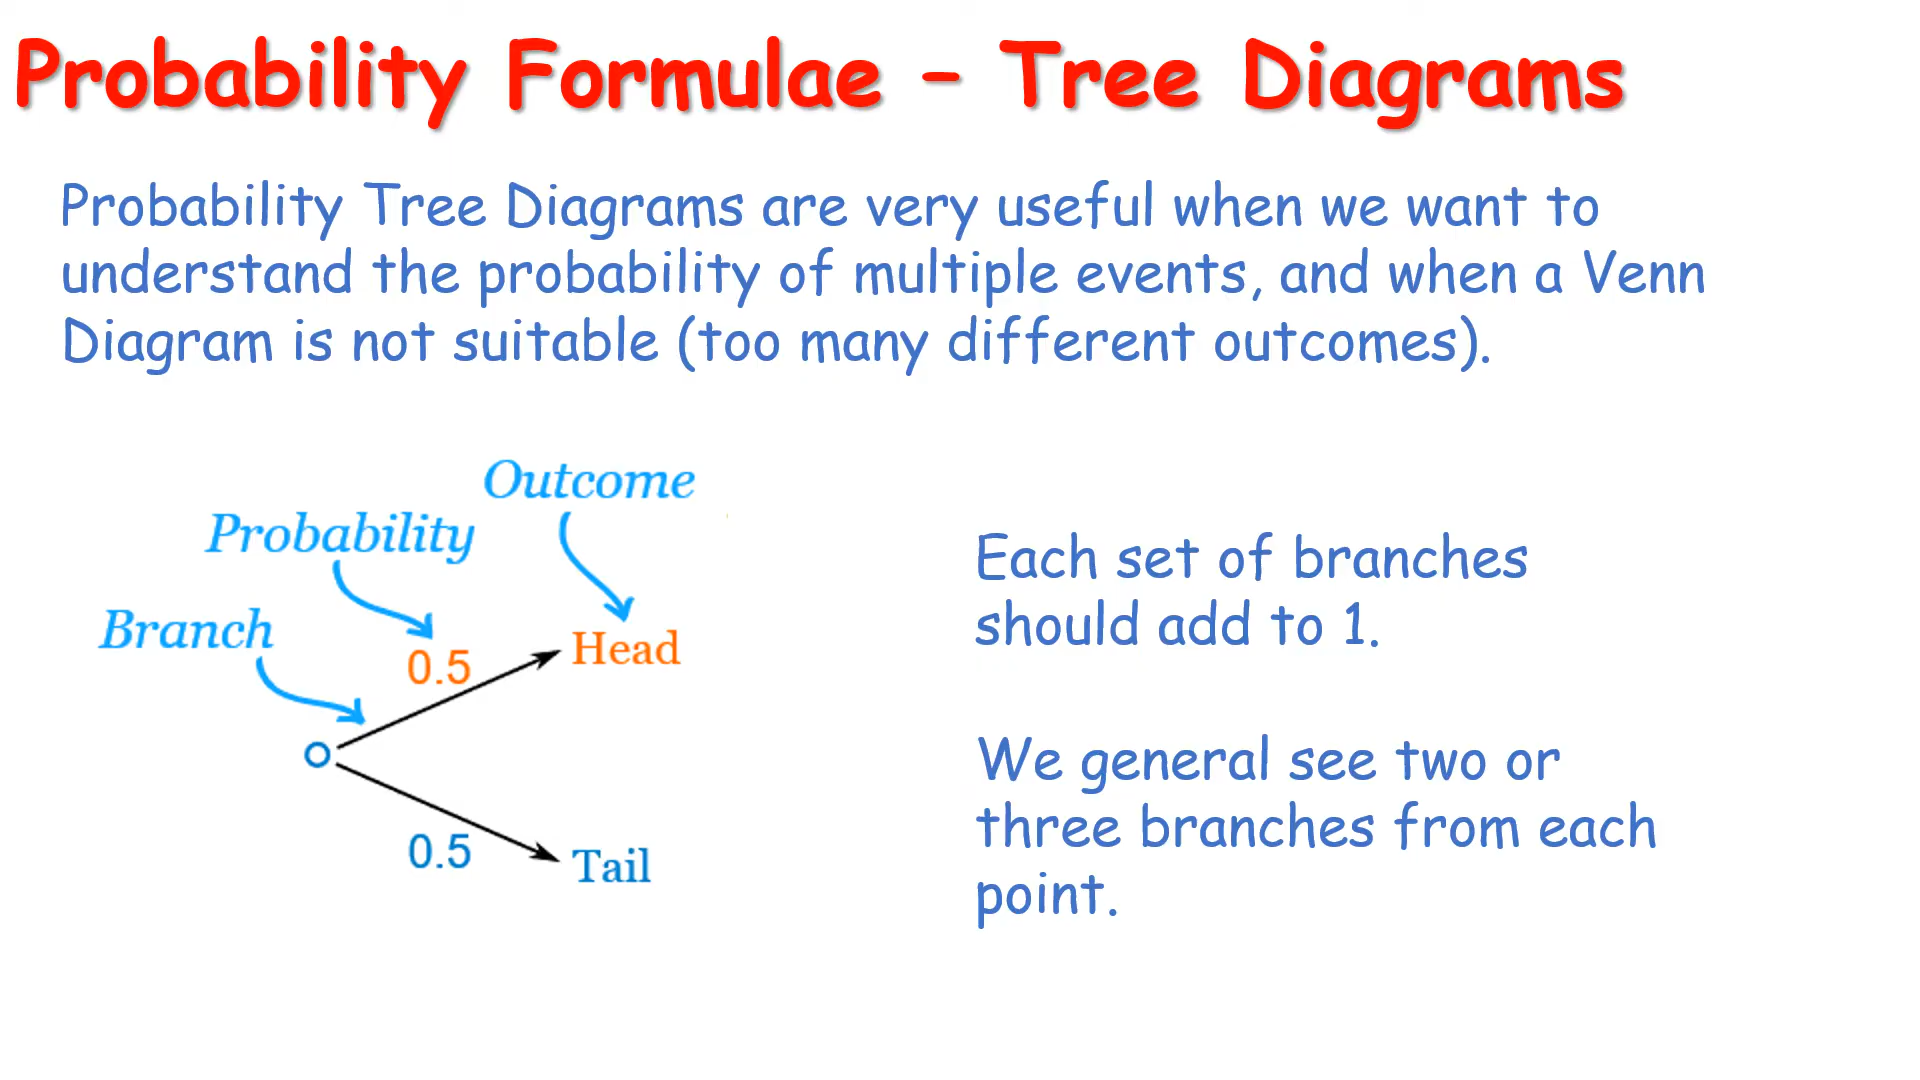 Probability Formulae – Tree Diagrams
Probability Tree Diagrams are very useful when we want to
understand the probability of multiple events, and when a Venn
Diagram is not suitable (too many different outcomes).
Outcome
Probability
Branch
0.5
Head
0.5
Tail
Each set of branches
should add to 1.
We general see two or
three branches from each
point.